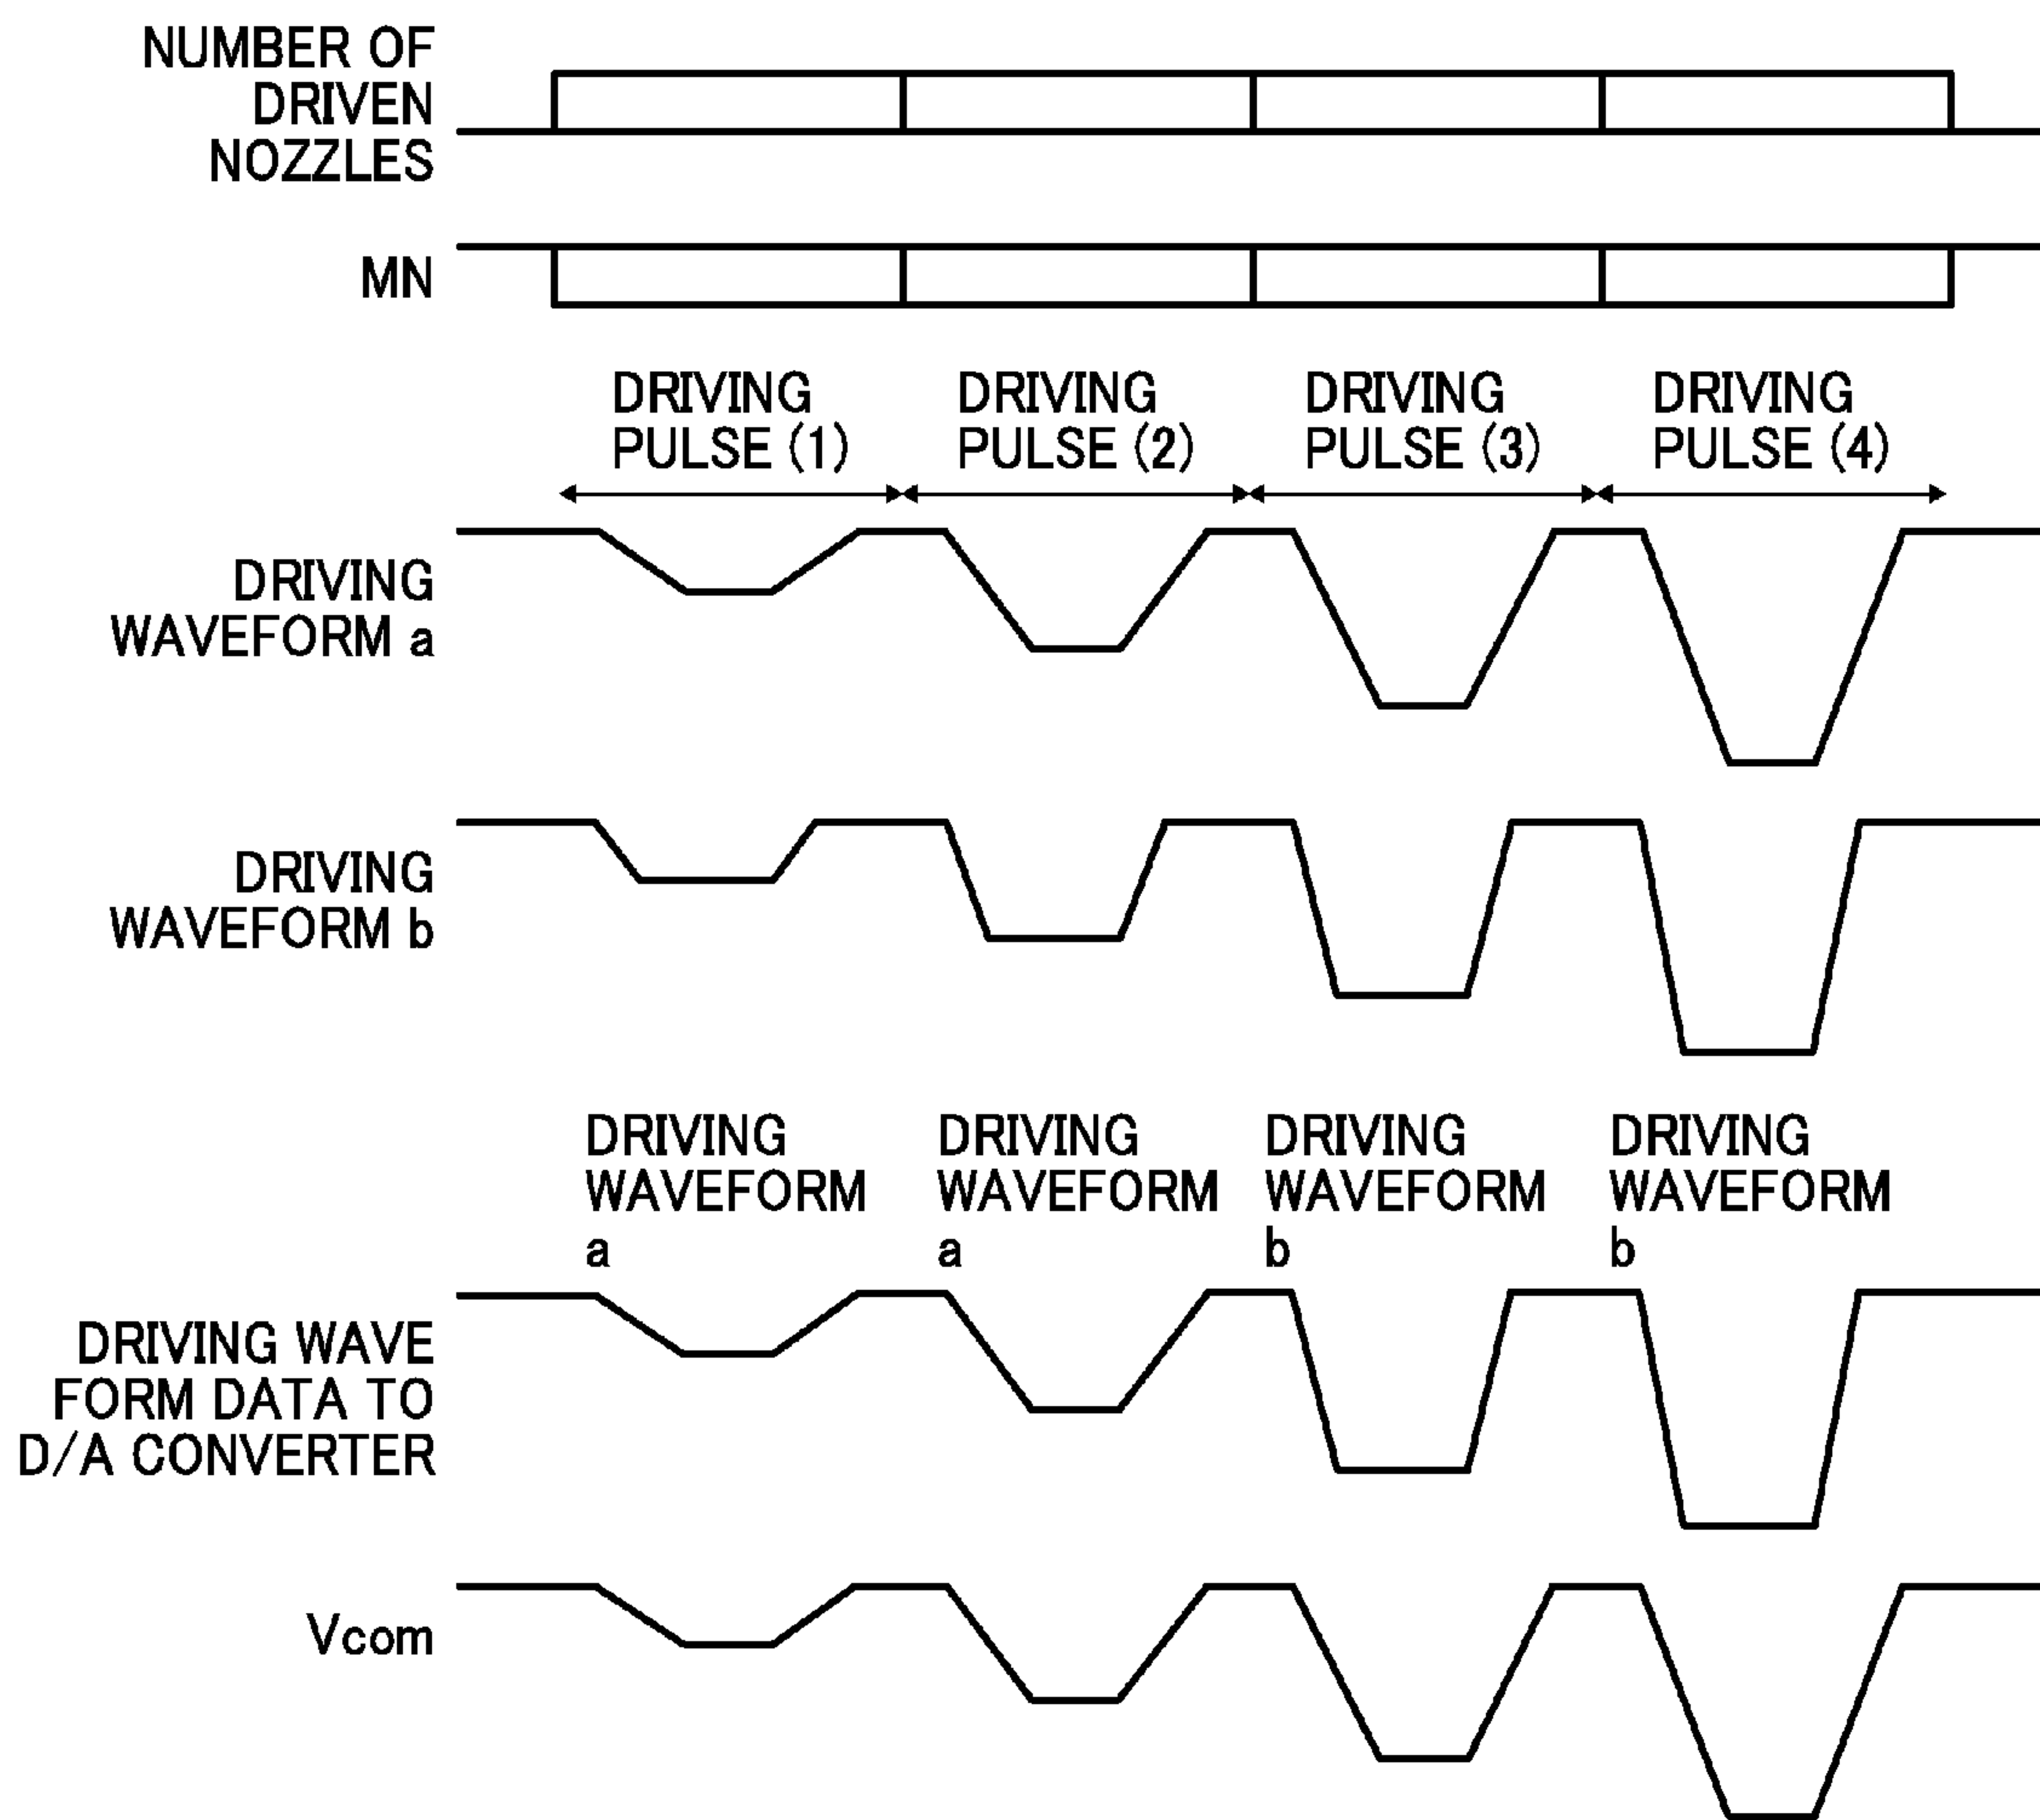 NUMBER OF
DRIVEN
NOZZLES
MN
DRIVING
PULSE (1)
DRIVING
PULSE (2)
DRIVING
PULSE (3)
DRIVING
PULSE (4)
DRIVING
WAVEFORM a
DRIVING
WAVEFORM b
DRIVING
WAVEFORM
a
DRIVING
WAVEFORM
a
DRIVING
WAVEFORM
b
DRIVING
WAVEFORM
b
DRIVING WAVE
FORM DATA TO
D/A CONVERTER
Vcom